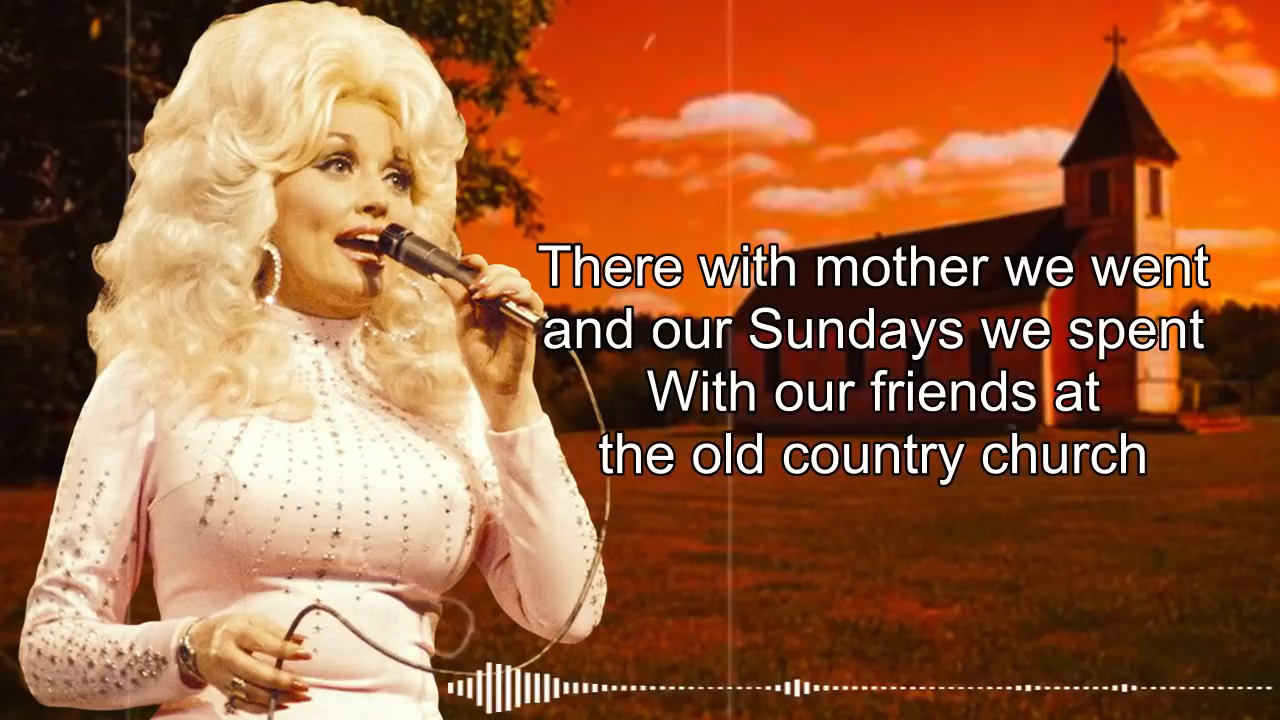 There with mother we went
and our Sundays we spent
With our friends at
the old country church